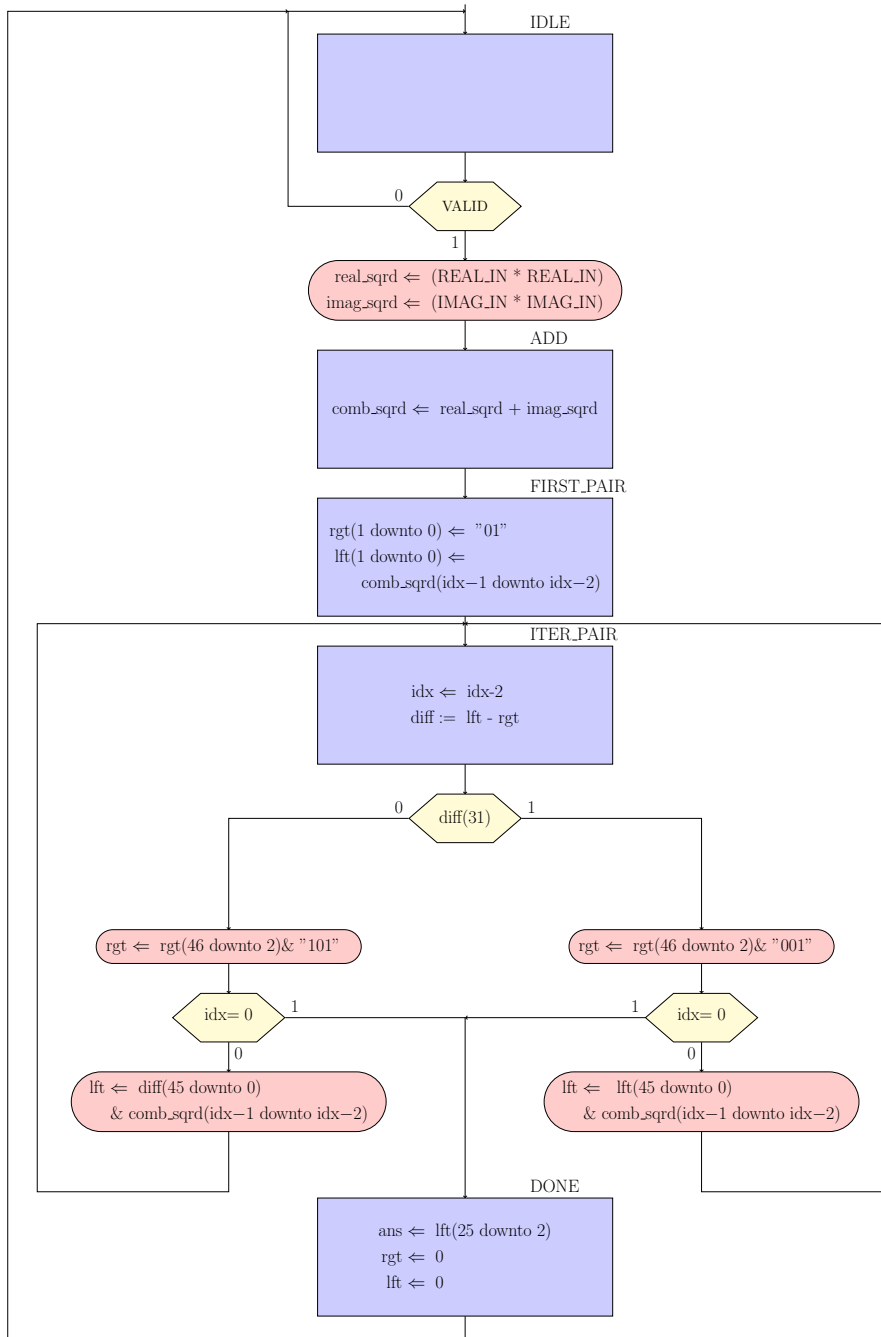 IDLE
0
VALID
1
real_sqrd ⇐ (REAL_IN * REAL_IN)
imag_sqrd ⇐ (IMAG_IN * IMAG_IN)
ADD
comb_sqrd ⇐ real_sqrd + imag_sqrd
FIRST_PAIR
rgt(1 downto 0) ⇐ ”01”
lft(1 downto 0) ⇐
comb_sqrd(idx−1 downto idx−2)
ITER_PAIR
idx ⇐ idx-2
diff := lft - rgt
0
diff(31)
1
rgt ⇐ rgt(46 downto 2)& ”101”
rgt ⇐ rgt(46 downto 2)& ”001”
idx= 0
1
1
idx= 0
0
0
lft ⇐ diff(45 downto 0)
& comb_sqrd(idx−1 downto idx−2)
lft ⇐ lft(45 downto 0)
& comb_sqrd(idx−1 downto idx−2)
DONE
ans ⇐ lft(25 downto 2)
rgt ⇐ 0
lft ⇐ 0